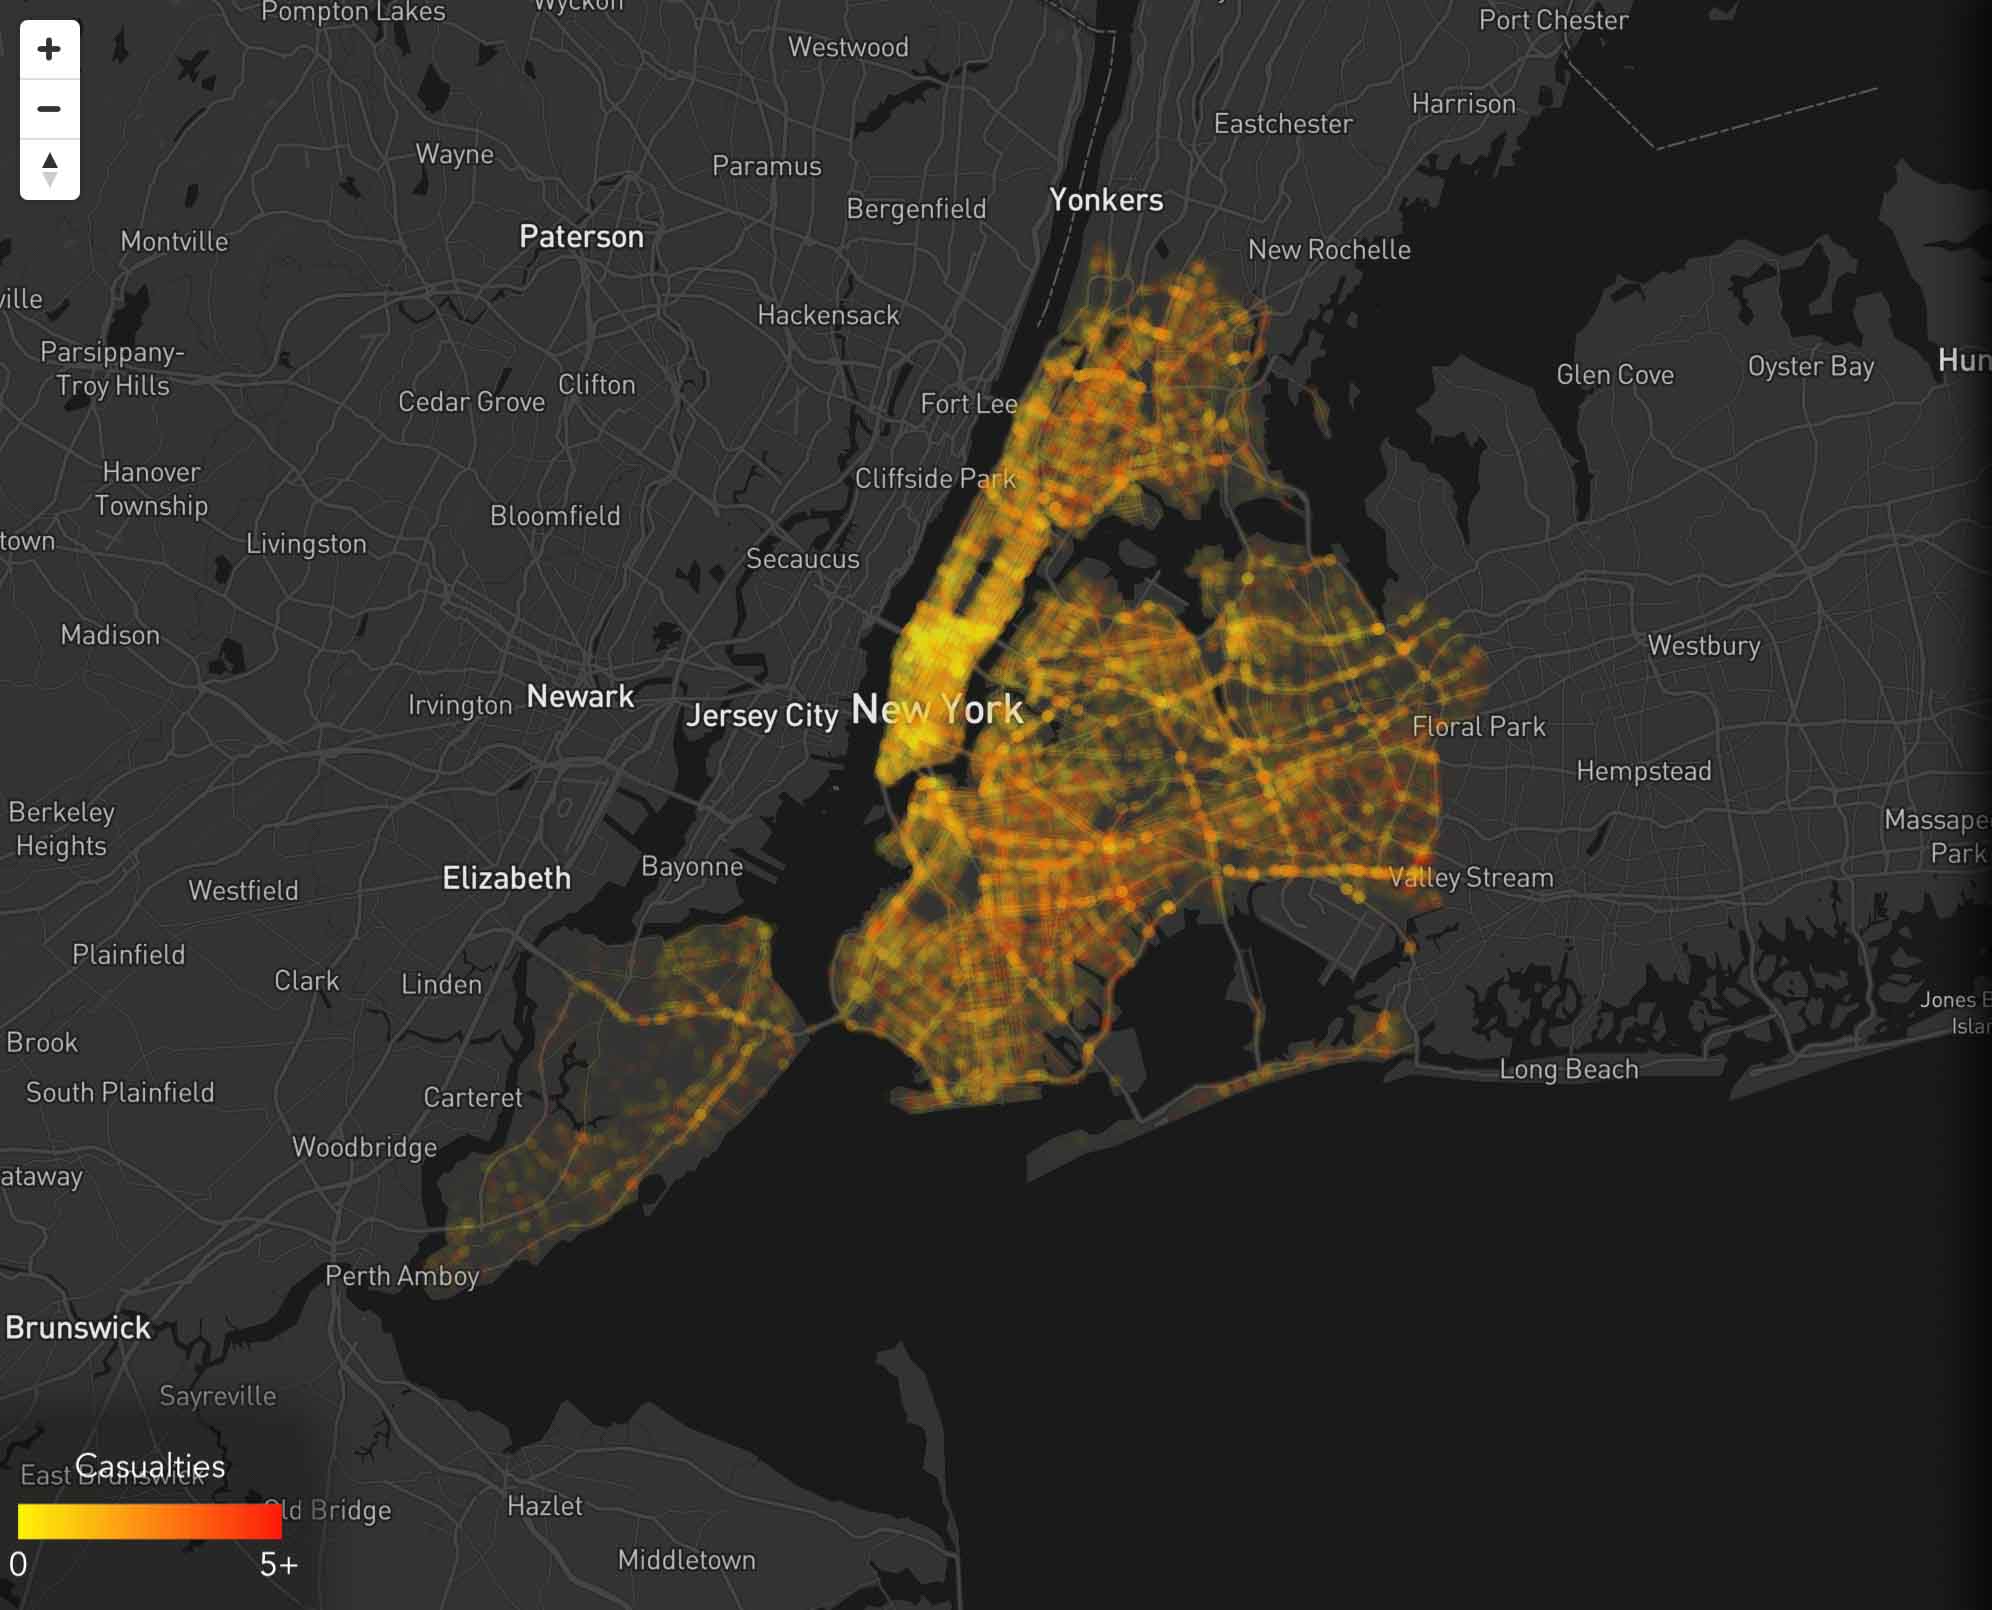 Pompton Lakes
Wyckoff
Port Chester
Westwood
Harrison
Eastchester
Wayne
Paramus
Yonkers
Bergenfield
Paterson
Montville
New Rochelle
ville
Hackensack
Parsippany-
Troy Hills
Glen Cove
Oyster Bay
Hun
Cedar Grove
Clifton
Fort Lee
Hanover
Township
Cliffside Park
Bloomfield
town
Livingston
Secaucus
Madison
Westbury
Irvington
Newark
Jersey City
New York
Floral Park
Hempstead
Berkeley
Heights
Massape
Park
Elizabeth
Bayonne
Valley Stream
Westfield
Plainfield
Clark
Linden
Jones B
Islan
Brook
South Plainfield
Carteret
Long Beach
Woodbridge
ataway
Perth Amboy
Brunswick
Sayreville
Casualties
East Brunswick
Old Bridge
Hazlet
0
5+
Middletown